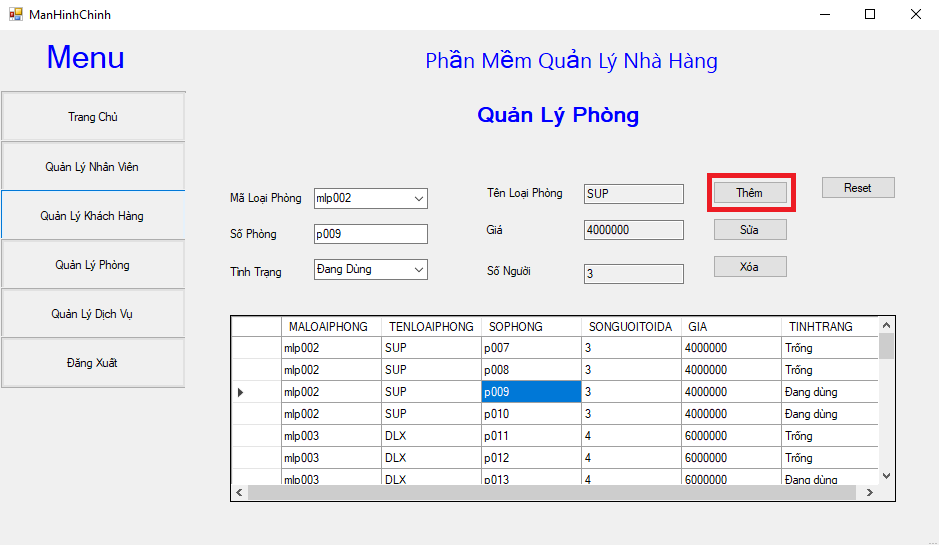 ManHinhChinh
Menu
Phần Mềm Quản Lý Nhà Hàng
Trang Chủ
Quản Lý Nhân Viên
Quản Lý Khách Hàng
Quản Lý Phòng
Quản Lý Dịch Vụ
Đăng Xuất
Quản Lý Phòng
Mã Loại Phòng mlp002 Tên Loại Phòng SUP Thêm Reset
Số Phòng p009 Giá 4000000 Sửa
Tình Trạng Đang Dùng Số Người 3 Xóa
MALOAIPHONG TENLOAIPHONG SOPHONG SONGUOITOIDA GIA TINHTRANG
mlp002 SUP p007 3 4000000 Trống
mlp002 SUP p008 3 4000000 Trống
mlp002 SUP p009 3 4000000 Đang dùng
mlp002 SUP p010 3 4000000 Đang dùng
mlp003 DLX p011 4 6000000 Trống
mlp003 DLX p012 4 6000000 Trống
mlp003 DLX p013 4 6000000 Đang dùng